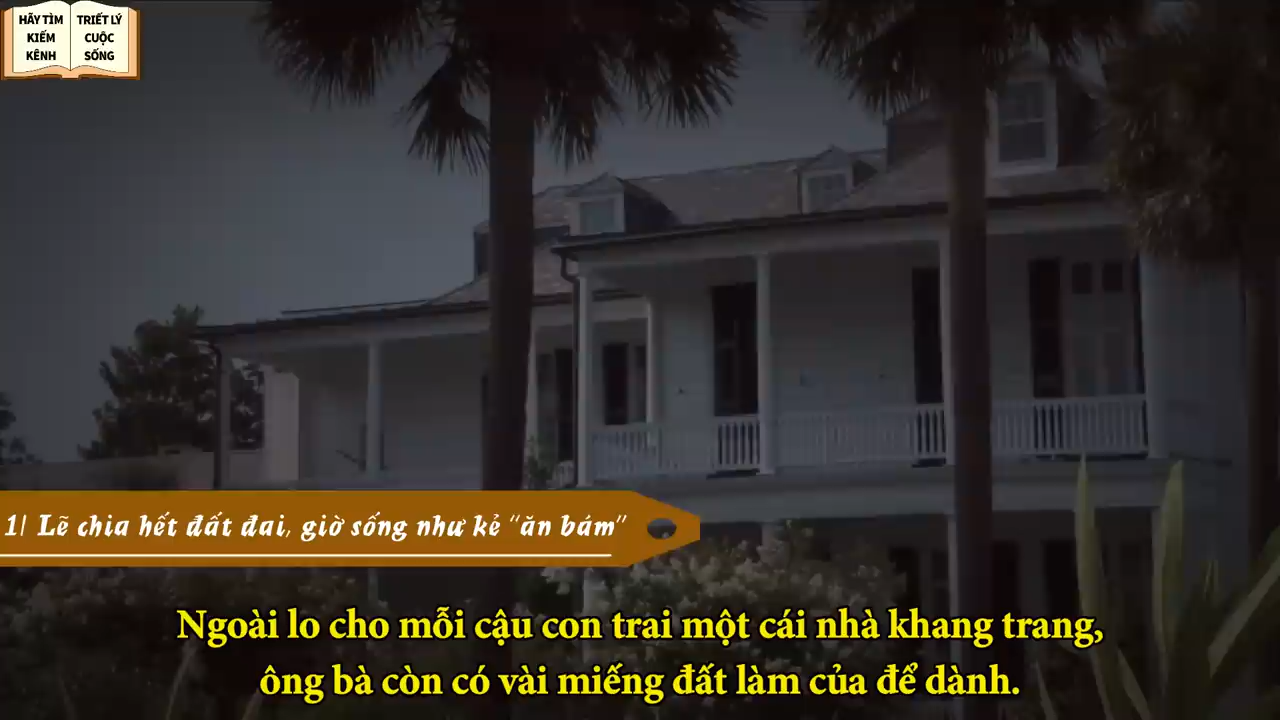 HÃY TÌM
KIẾM
KÊNH
TRIẾT LÝ
CUỘC
SỐNG
1| Lẽ chia hết đất đai, giờ sống như kẻ "ăn bám"
Ngoài lo cho mỗi cậu con trai một cái nhà khang trang,
ông bà còn có vài miếng đất làm của để dành.